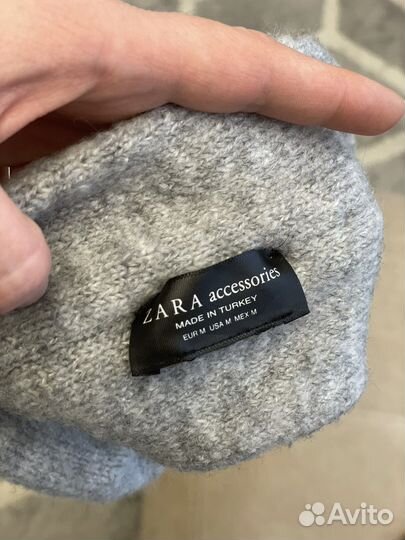 ZARA accessories
MADE IN TURKEY
EUR M USA M MEX M
Avito